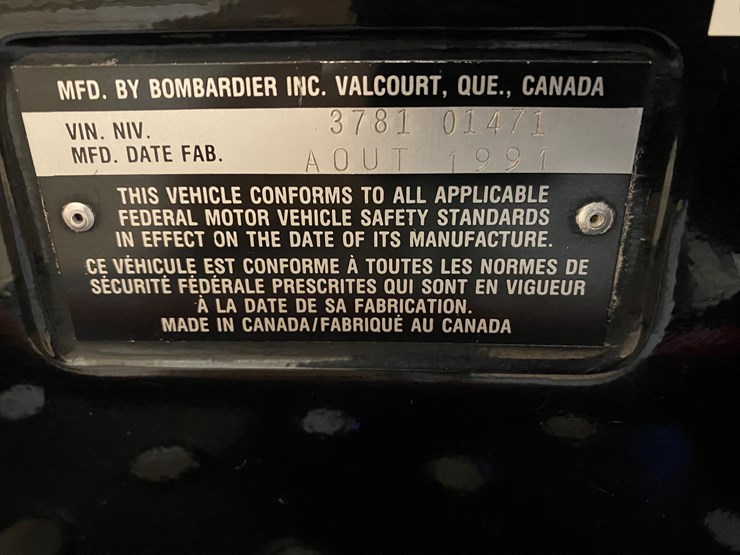 MFD. BY BOMBARDIER INC. VALCOURT, QUE., CANADA
VIN. NIV. 3781 01471
MFD. DATE FAB. AOUT 1991
THIS VEHICLE CONFORMS TO ALL APPLICABLE
FEDERAL MOTOR VEHICLE SAFETY STANDARDS
IN EFFECT ON THE DATE OF ITS MANUFACTURE.
CE VÉHICULE EST CONFORME À TOUTES LES NORMES DE
SÉCURITÉ FÉDÉRALE PRESCRITES QUI SONT EN VIGUEUR
À LA DATE DE SA FABRICATION.
MADE IN CANADA/FABRIQUÉ AU CANADA